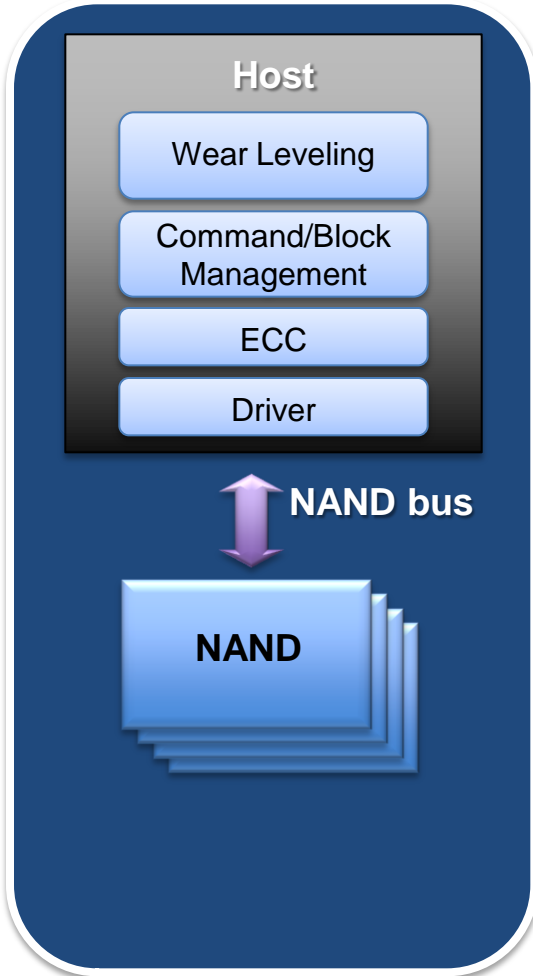 Host
Wear Leveling
Command/Block
Management
ECC
Driver
NAND bus
NAND